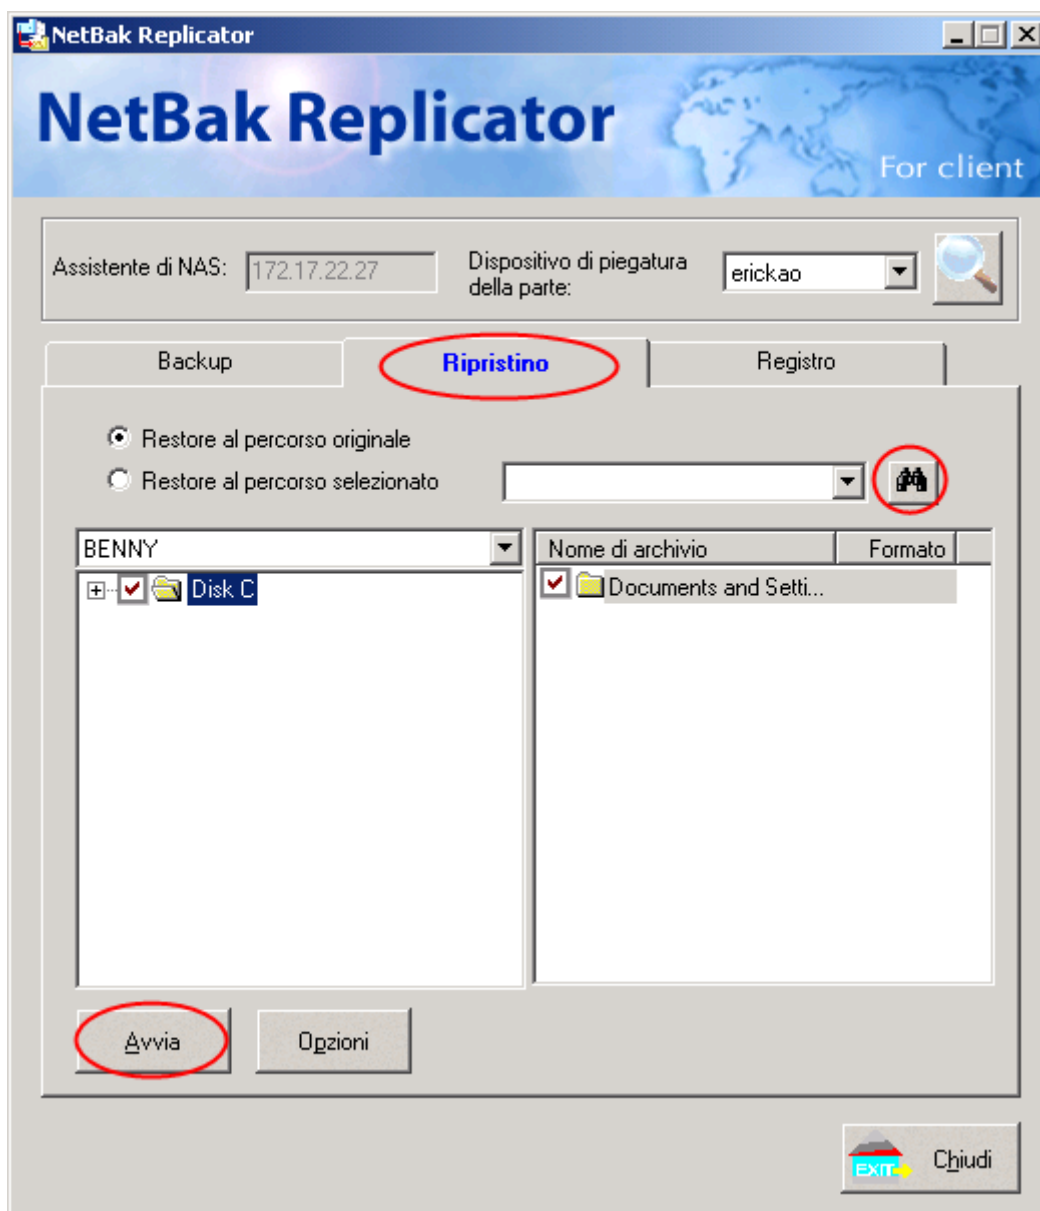 NetBak Replicator
NetBak Replicator
For client
Assistente di NAS:
172.17.22.27
Dispositivo di piegatura
della parte:
erickao
Backup
Ripristino
Registro
Restore al percorso originale
Restore al percorso selezionato
BENNY
Nome di archivio
Formato
Disk C
Documents and Setti...
Avvia
Opzioni
EXIT
Chiudi